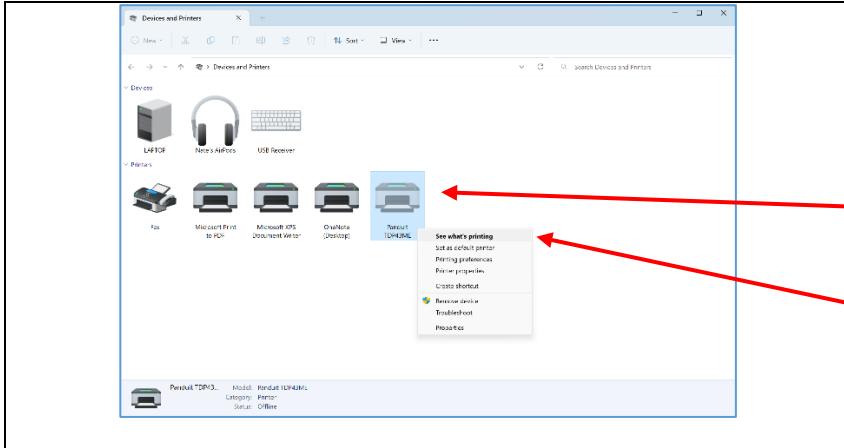 Devices and Printers
New
Sort
View
Devices and Printers
Search Devices and Printers
Devices
LAPTOP
Nate's AirPods
USB Receiver
Printers
Fax
Microsoft Print
to PDF
Microsoft XPS
Document Writer
OneNote
(Desktop)
Panduit
TDP43ME
See what's printing
Set as default printer
Printing preferences
Printer properties
Create shortcut
Remove device
Troubleshoot
Properties
Panduit TDP43... Model: Panduit TDP43ME
Category: Printer
Status: Offline